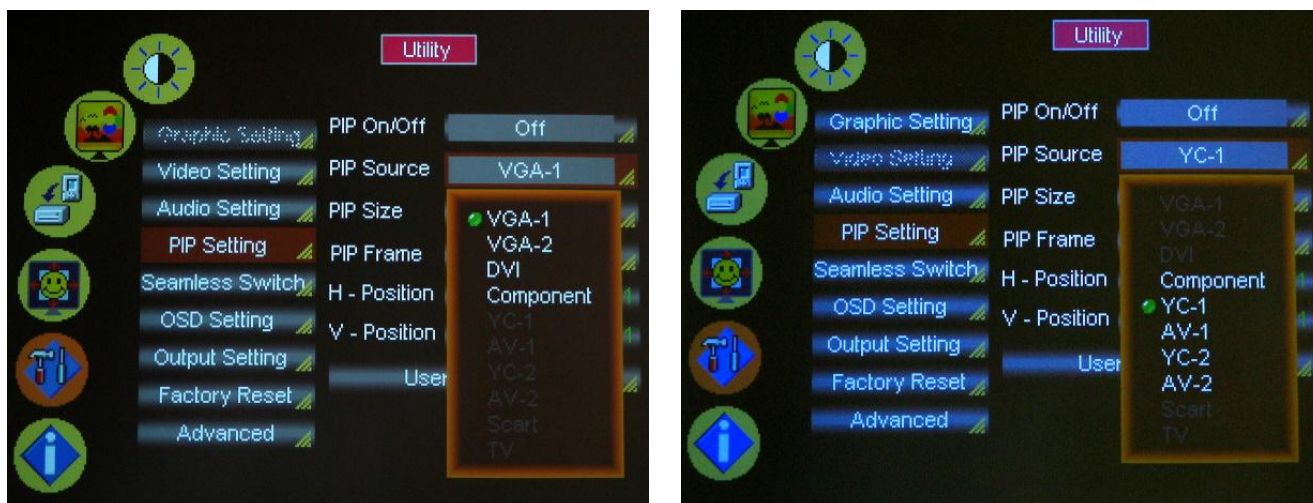 Utility
Graphic Setting
Video Setting
Audio Setting
PIP Setting
Seamless Switch
OSD Setting
Output Setting
Factory Reset
Advanced
PIP On/Off
Off
PIP Source
VGA-1
PIP Size
PIP Frame
H - Position
V - Position
User
VGA-1
VGA-2
DVI
Component
YC-1
AV-1
YC-2
AV-2
Scart
TV
Utility
Graphic Setting
Video Setting
Audio Setting
PIP Setting
Seamless Switch
OSD Setting
Output Setting
Factory Reset
Advanced
PIP On/Off
Off
PIP Source
YC-1
PIP Size
PIP Frame
H - Position
V - Position
User
VGA-1
VGA-2
DVI
Component
YC-1
AV-1
YC-2
AV-2
Scart
TV